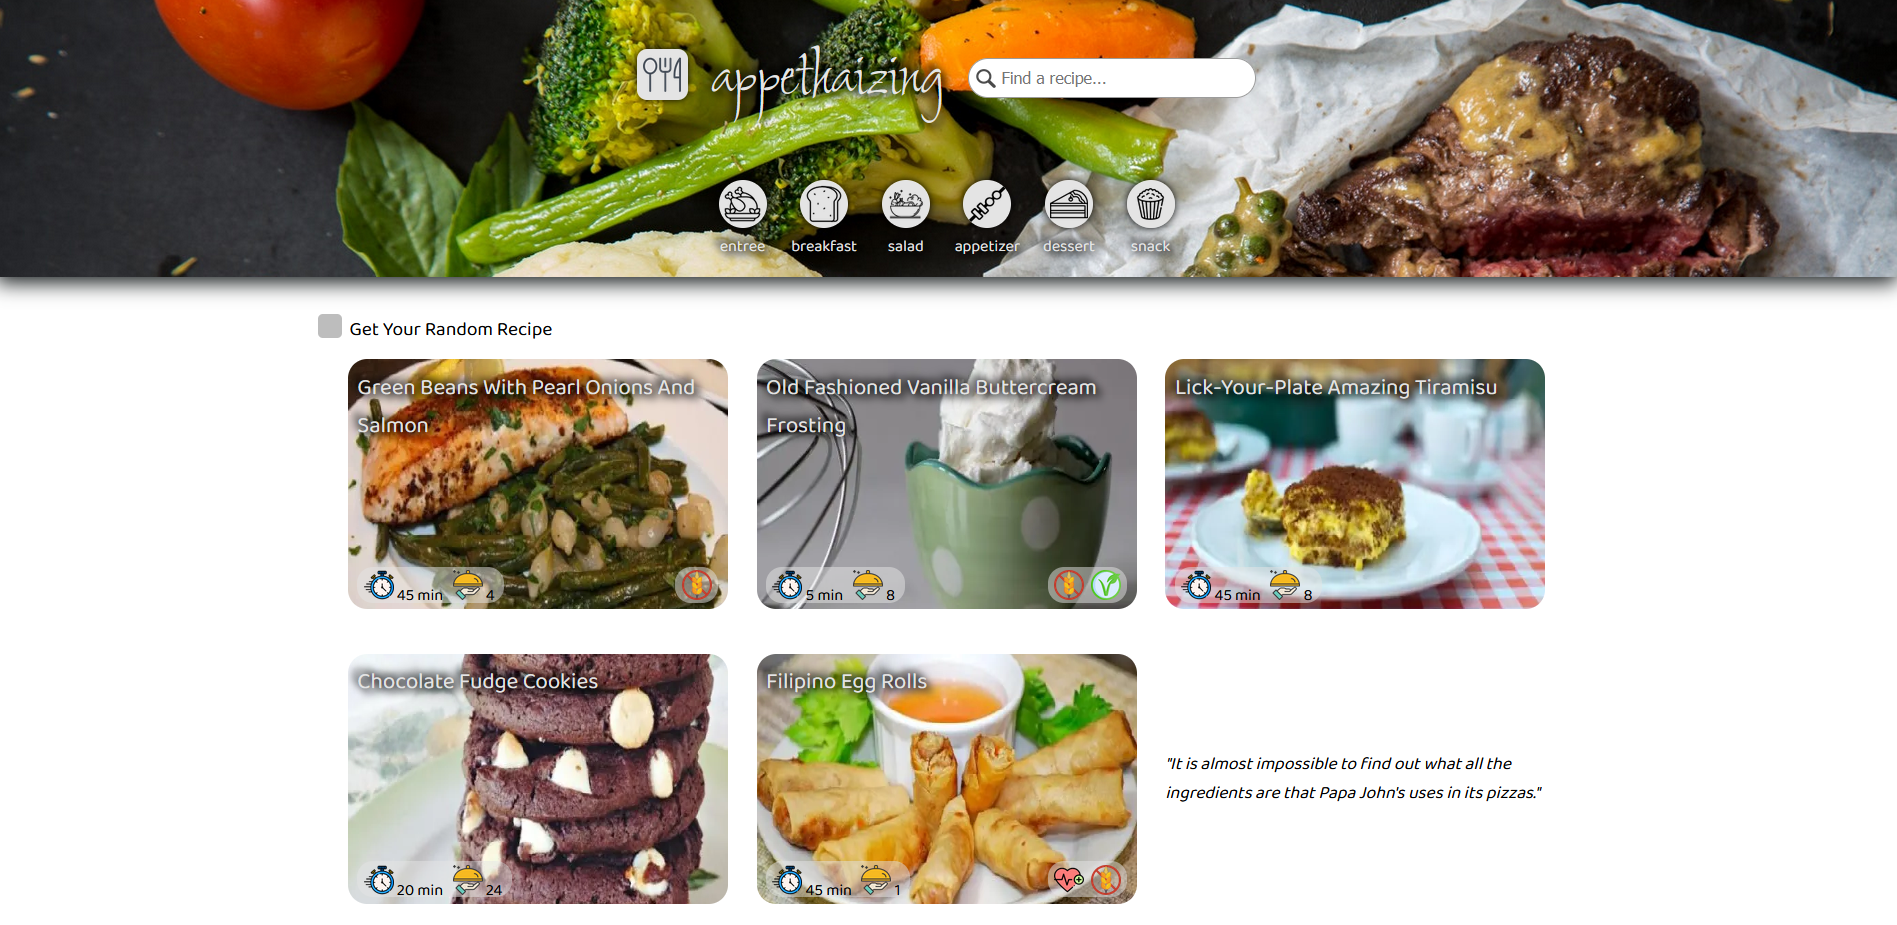 appethaizing
Find a recipe...
entree
breakfast
salad
appetizer
dessert
snack
Get Your Random Recipe
Green Beans With Pearl Onions And
Salmon
45 min
4
Old Fashioned Vanilla Buttercream
Frosting
5 min
8
Lick-Your-Plate Amazing Tiramisu
45 min
8
Chocolate Fudge Cookies
20 min
24
Filipino Egg Rolls
45 min
1
"It is almost impossible to find out what all the
ingredients are that Papa John's uses in its pizzas."